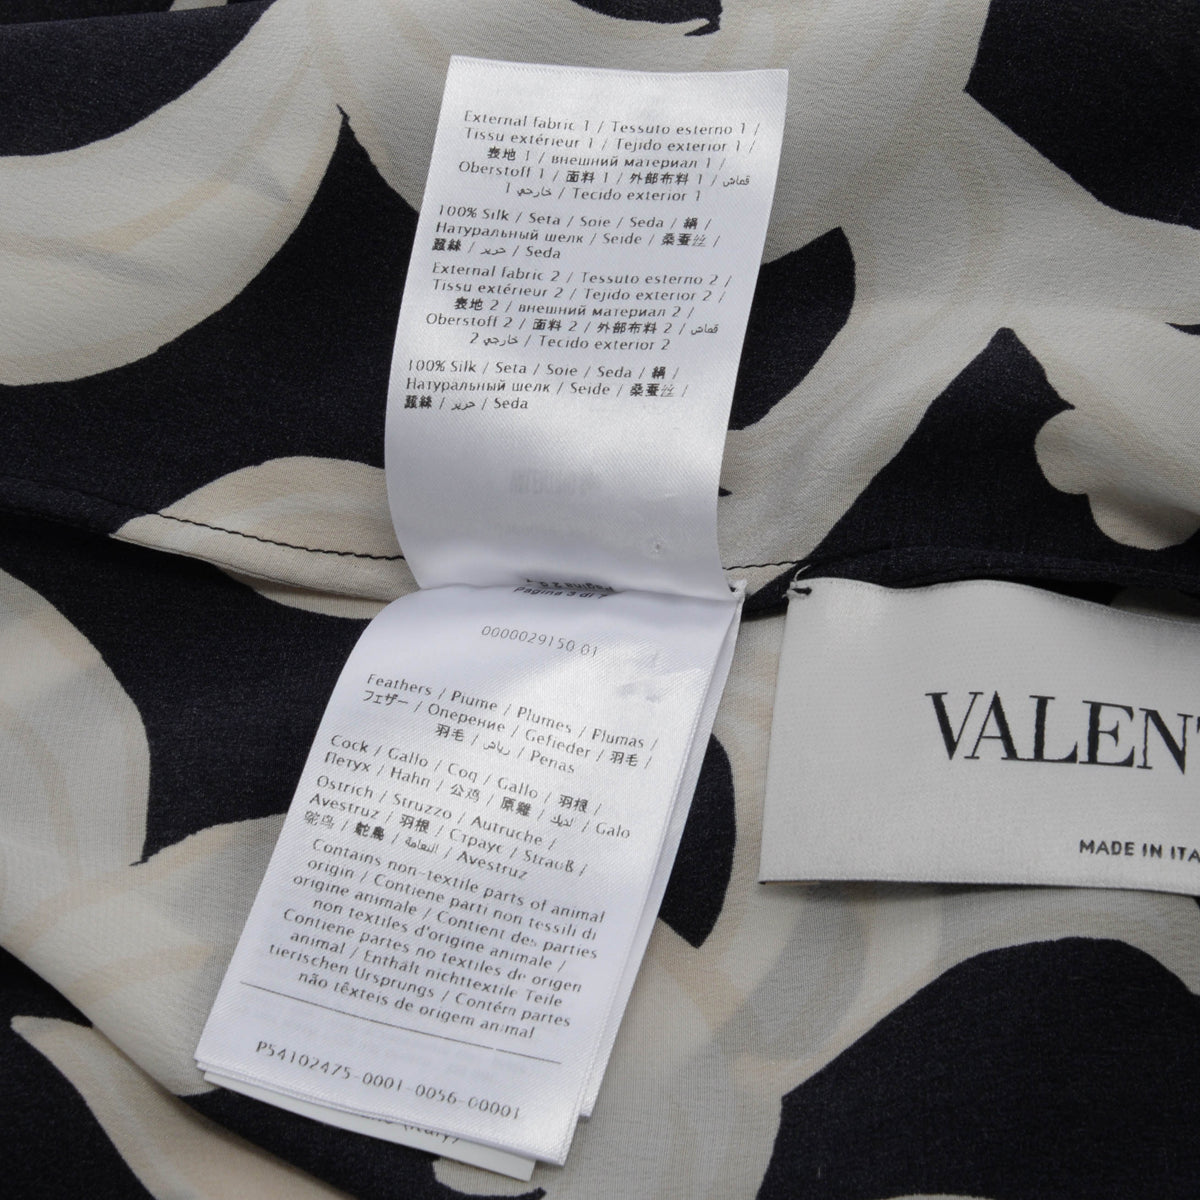 External fabric 1 / Tessuto esterno 1 /
Tissu extérieur 1 / Tejido exterior 1 /
表地 1 / внешний материал 1 /
Oberstoff 1 / 面料 1 / 外部布料 1 / قماش
خارجي 1 / Tecido exterior 1
100% Silk / Seta / Soie / Seda / 絹 /
Натуральный шелк / Seide / 桑蚕丝 /
蠶絲 / حرير / Seda
External fabric 2 / Tessuto esterno 2 /
Tissu extérieur 2 / Tejido exterior 2 /
表地 2 / внешний материал 2 /
Oberstoff 2 / 面料 2 / 外部布料 2 / قماش
خارجي 2 / Tecido exterior 2
100% Silk / Seta / Soie / Seda / 絹 /
Натуральный шелк / Seide / 桑蚕丝 /
蠶絲 / حرير / Seda
Pagina 3 di
0000029150 01
Feathers / Piume / Plumes / Plumas /
フェザー / Оперение / Gefieder / 羽毛 /
羽毛 / رياش / Penas
Cock / Gallo / Coq / Gallo / 羽根 /
Петух / Hahn / 公鸡 / 原雞 / لديك / Galo
Ostrich / Struzzo / Autruche /
Avestruz / 羽根 / Страус / Strauß /
鸵鸟 / 鴕鳥 / النعامة / Avestruz
Contains non-textile parts of animal
origin / Contiene parti non tessili di
origine animale / Contient des parties
non textiles d'origine animale /
Contiene partes no textiles de origen
animal / Enthält nichttextile Teile
tierischen Ursprungs / Contém partes
não têxteis de origem animal
P54102475-0001-0056-00001
(Italy)
VALENT
MADE IN ITA